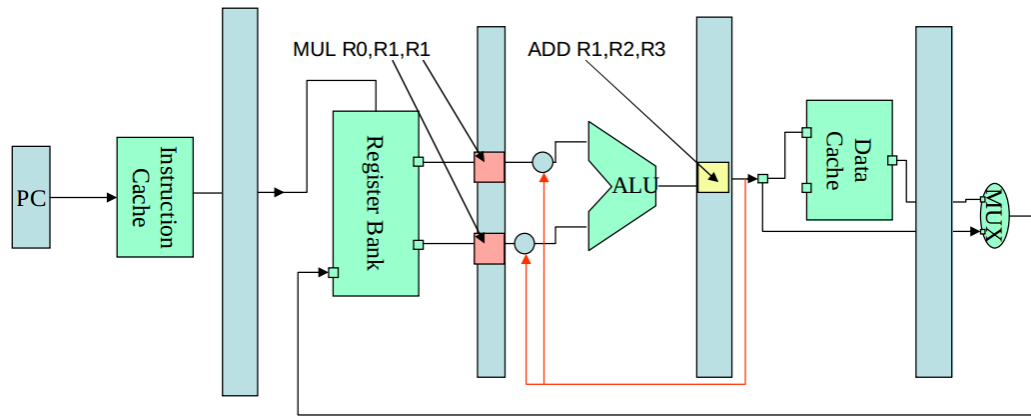 MUL R0,R1,R1
ADD R1,R2,R3
PC
Instruction
Cache
Register Bank
ALU
Data
Cache
MUX